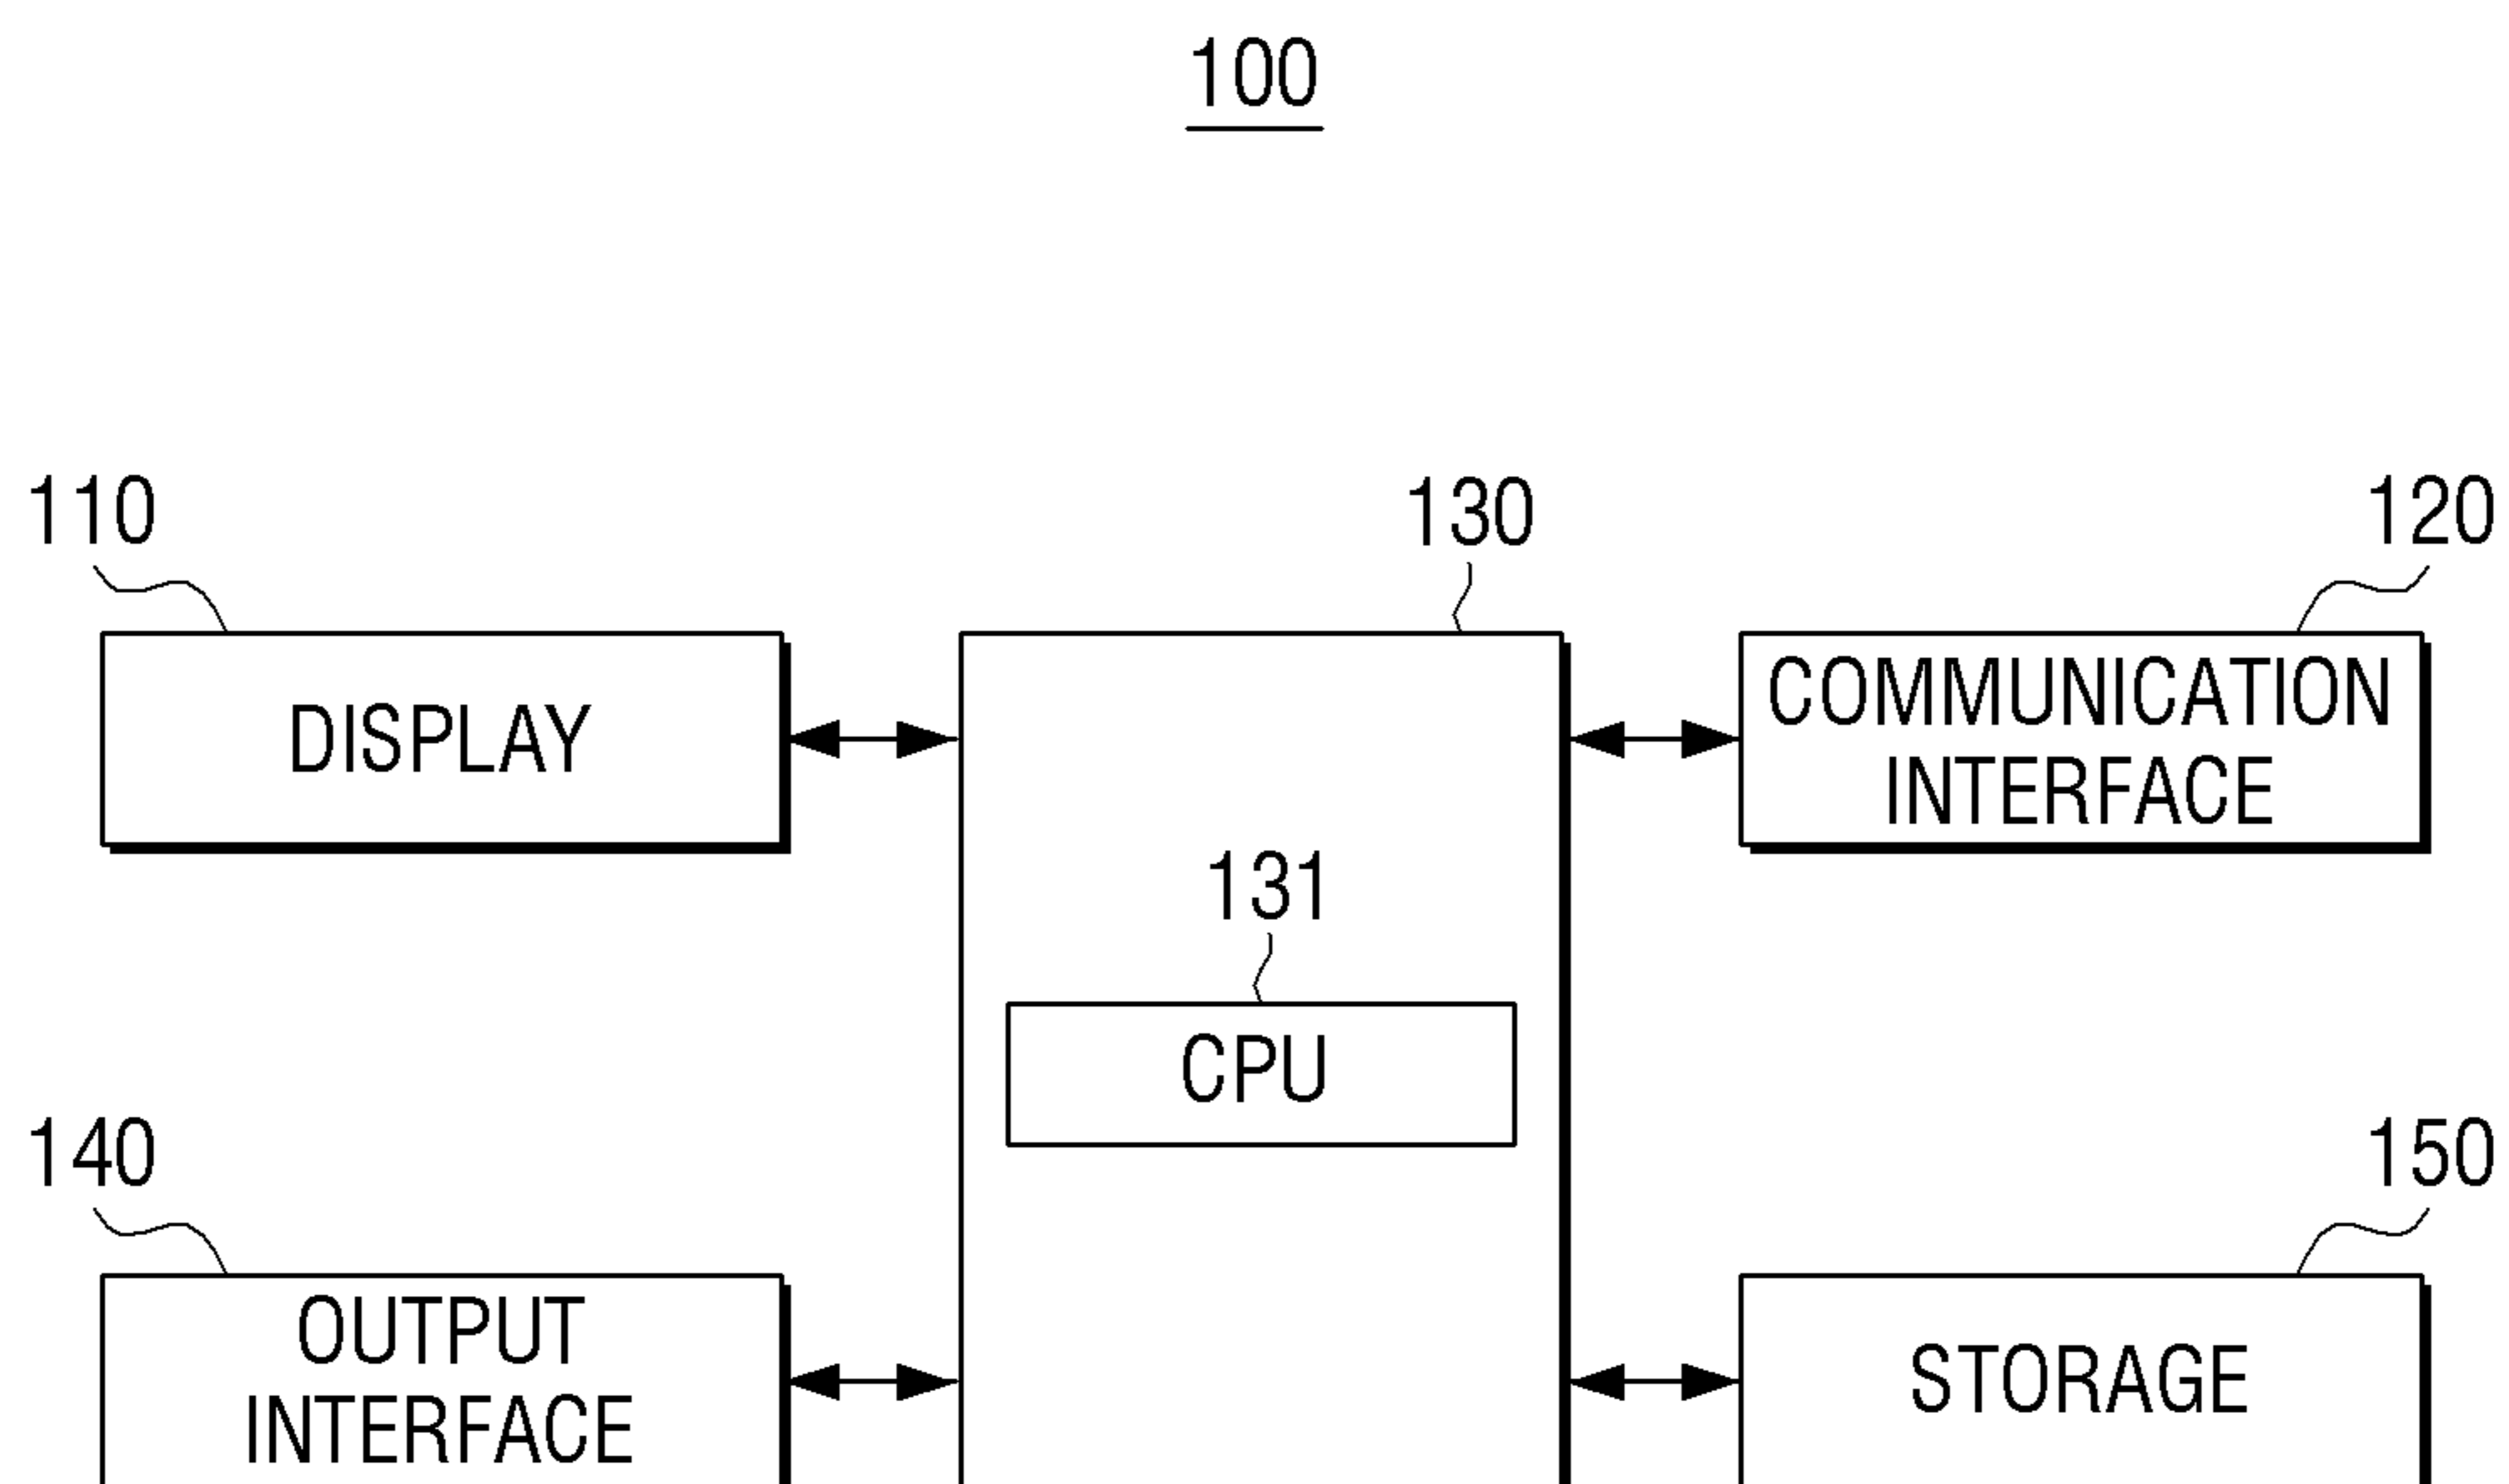 100
110
130
120
DISPLAY
COMMUNICATION
INTERFACE
131
CPU
140
150
OUTPUT
INTERFACE
STORAGE